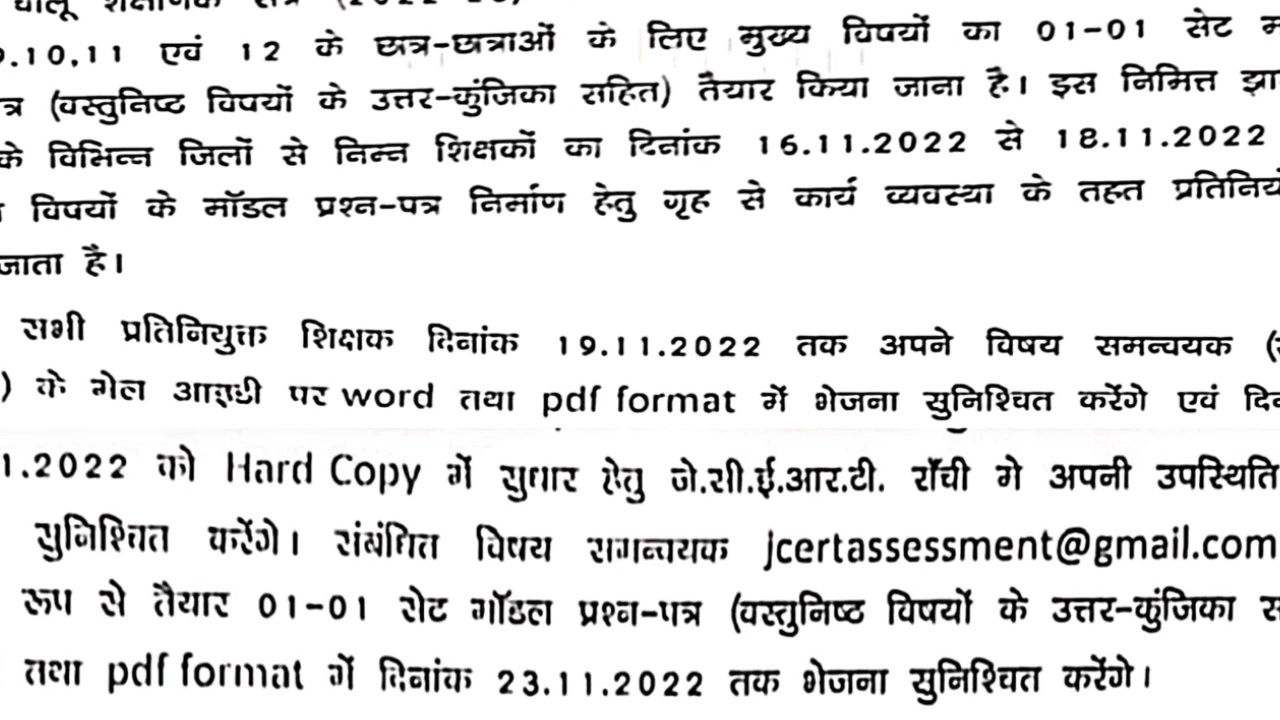 चालू शैक्षणिक सत्र (2022-23)
9.10,11 एवं 12 के छात्र-छात्राओं के लिए मुख्य विषयों का 01-01 सेट
(वस्तुनिष्ट विषयों के उत्तर-कुंजिका सहित) तैयार किया जाना है। इस निमित्त
के विभिन्न जिलों से निम्न शिक्षकों का दिनांक 16.11.2022 से 18.11.2022
विषयों के मॉडल प्रश्न-पत्र निर्माण हेतु गृह से कार्य व्यवस्था के तहत
जाता है।
सभी प्रतिनियुक्त शिक्षक दिनांक 19.11.2022 तक अपने विषय समन्वयक
) के मेल आइडी पर word तथा pdf format में भेजना सुनिश्चित करेंगे एवं
1.2022 को Hard Copy में सुधार हेतु जे.सी.ई.आर.टी. राँची मे अपनी उपस्थिति
सुनिश्चित करेंगे। संबंधित विषय समन्वयक jcertassessment@gmail.com
रूप से तैयार 01-01 सेट मॉडल प्रश्न-पत्र (वस्तुनिष्ट विषयों के उत्तर-कुंजिका
तथा pdf format में दिनांक 23.11.2022 तक भेजना सुनिश्चित करेंगे।